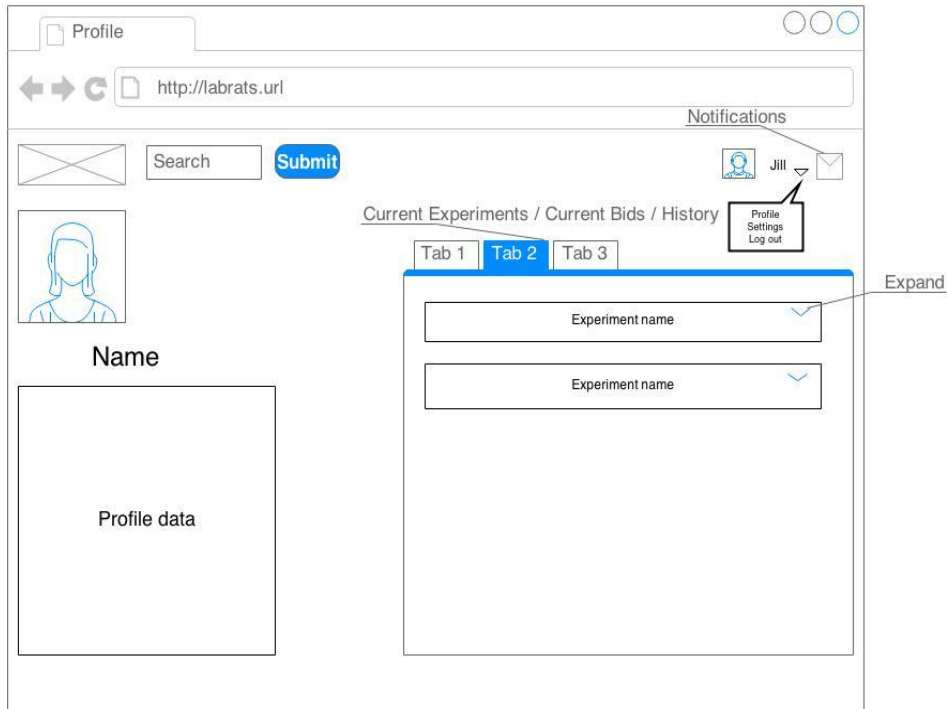 Profile
http://labrats.url
Notifications
Search
Submit
Jill
Profile
Settings
Log out
Current Experiments / Current Bids / History
Tab 1
Tab 2
Tab 3
Expand
Experiment name
Experiment name
Name
Profile data